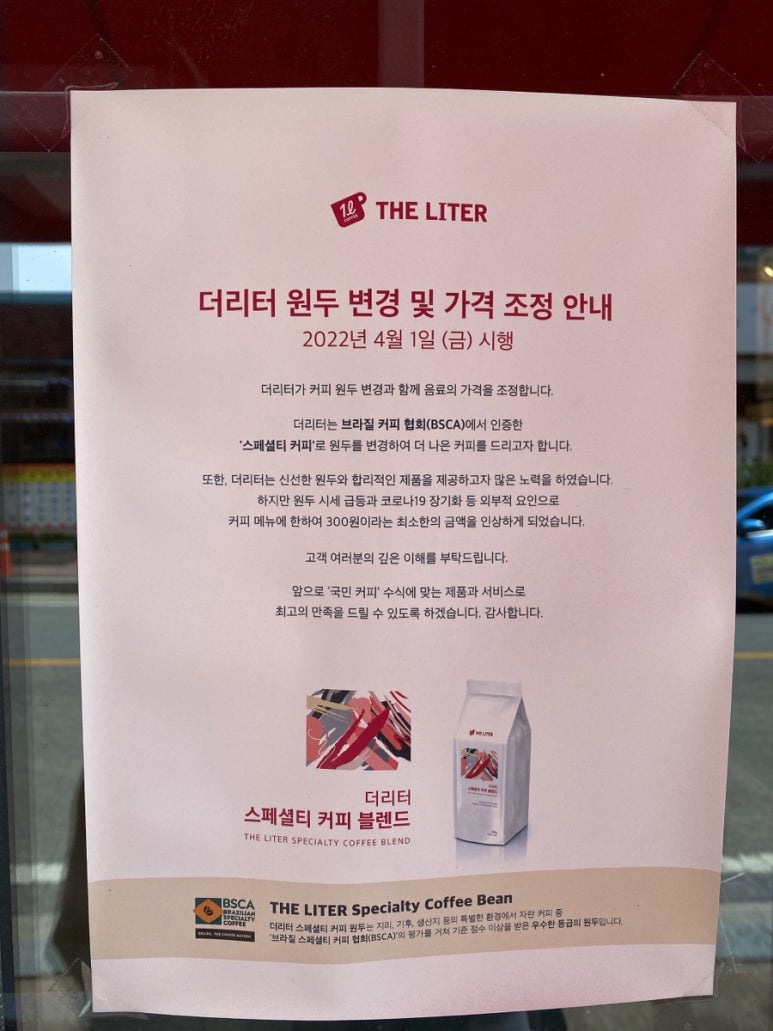 1ℓ
COFFEE
THE LITER
더리터 원두 변경 및 가격 조정 안내
2022년 4월 1일 (금) 시행
더리터가 커피 원두 변경과 함께 음료의 가격을 조정합니다.
더리터는 브라질 커피 협회(BSCA)에서 인증한
'스페셜티 커피'로 원두를 변경하여 더 나은 커피를 드리고자 합니다.
또한, 더리터는 신선한 원두와 합리적인 제품을 제공하고자 많은 노력을 하였습니다.
하지만 원두 시세 급등과 코로나19 장기화 등 외부적 요인으로
커피 메뉴에 한하여 300원이라는 최소한의 금액을 인상하게 되었습니다.
고객 여러분의 깊은 이해를 부탁드립니다.
앞으로 '국민 커피' 수식에 맞는 제품과 서비스로
최고의 만족을 드릴 수 있도록 하겠습니다. 감사합니다.
THE LITER
더리터
스페셜티 커피 블렌드
더리터
스페셜티 커피 블렌드
THE LITER SPECIALTY COFFEE BLEND
BSCA
BRAZILIAN
SPECIALTY
COFFEE
BRAZIL. THE COFFEE NATION.
THE LITER Specialty Coffee Bean
더리터 스페셜티 커피 원두는 지리, 기후, 생산지 등의 특별한 환경에서 자란 커피 중
'브라질 스페셜티 커피 협회(BSCA)'의 평가를 거쳐 기준 점수 이상을 받은 우수한 등급의 원두입니다.